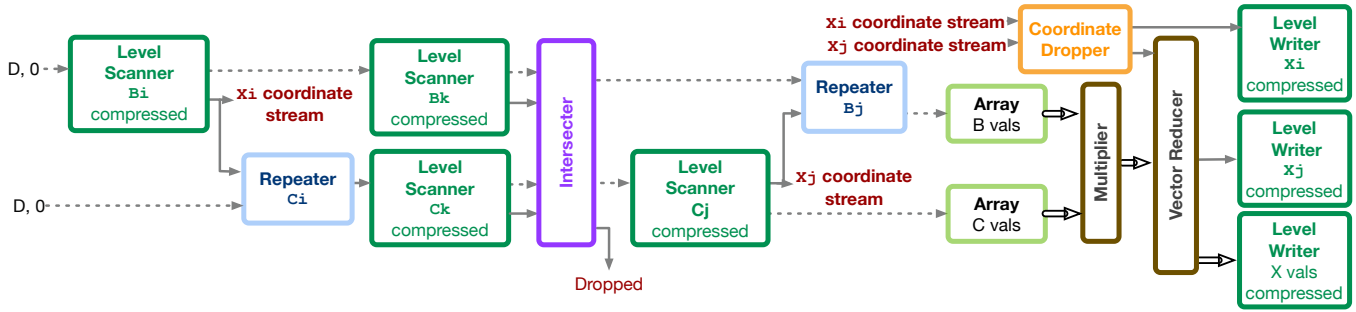 D, 0
Level
Scanner
Bi
compressed
Xi coordinate
stream
D, 0
Repeater
Ci
Level
Scanner
Bk
compressed
Level
Scanner
Ck
compressed
Intersecter
Dropped
Level
Scanner
Cj
compressed
Repeater
Bj
Xj coordinate
stream
Xi coordinate stream
Xj coordinate stream
Coordinate
Dropper
Array
B vals
Array
C vals
Multiplier
Vector Reducer
Level
Writer
Xi
compressed
Level
Writer
Xj
compressed
Level
Writer
X vals
compressed